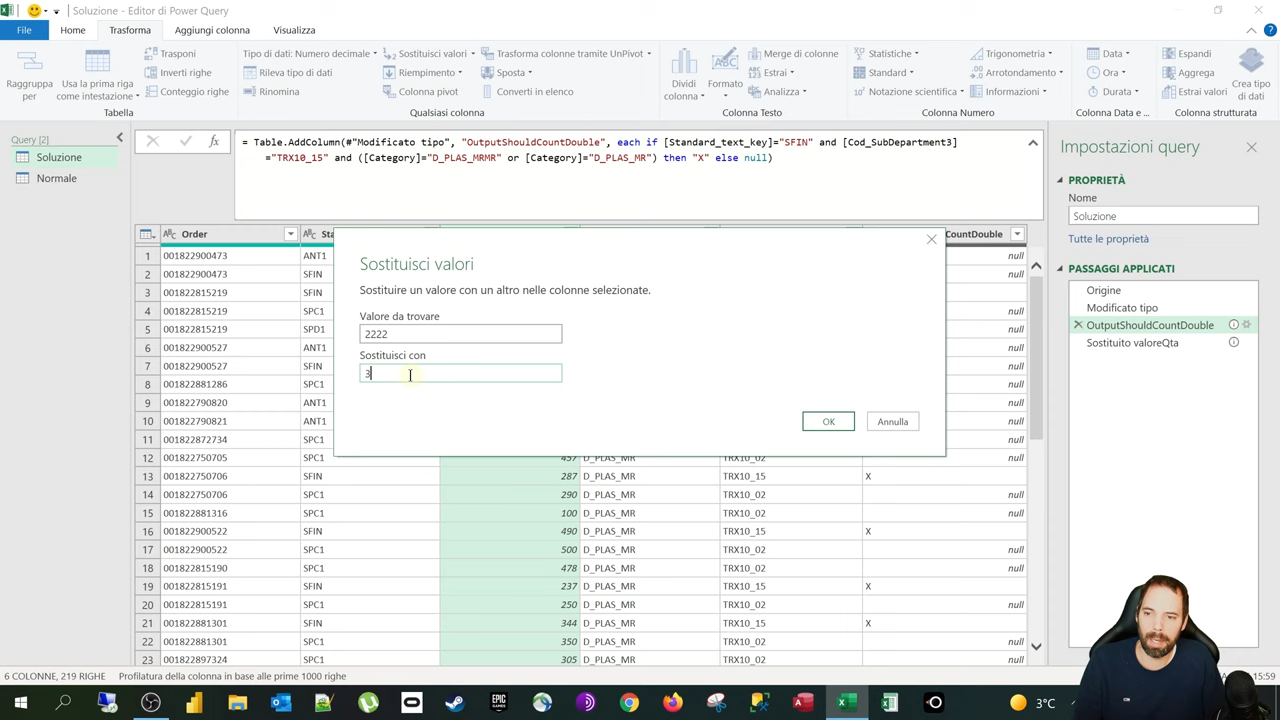 Soluzione - Editor di Power Query
File Home Trasforma Aggiungi colonna Visualizza
Raggruppa per
Usa la prima riga come intestazione
Trasponi
Inverti righe
Conteggio righe
Tabella
Tipo di dati: Numero decimale
Rileva tipo di dati
Rinomina
Sostituisci valori
Riempimento
Colonna pivot
Trasforma colonna tramite UnPivot
Sposta
Converti in elenco
Qualsiasi colonna
Dividi colonna
Formato
Merge di colonne
Estrai
Analizza
Colonna Testo
Statistiche
Standard
Notazione scientifica
Trigonometria
Arrotondamento
Informazioni
Colonna Numero
Data
Ora
Durata
Colonna Data e ...
Espandi
Aggrega
Estrai valori
Crea tipo di dati
Colonna strutturata
Query [2]
Soluzione
Normale
= Table.AddColumn(#"Modificato tipo", "OutputShouldCountDouble", each if [Standard_text_key]="SFIN" and [Cod_SubDepartment3]
="TRX10_15" and ([Category]="D_PLAS_MRMR" or [Category]="D_PLAS_MR") then "X" else null)
Order Sta CountDouble
1 001822900473 ANT1 null
2 001822900473 SFIN null
3 001822815219 SFIN
4 001822815219 SPC1 null
5 001822815219 SPD1 null
6 001822900527 ANT1 null
7 001822900527 SFIN null
8 001822881286 SPC1 null
9 001822790820 ANT1 null
10 001822790821 ANT1 null
11 001822872734 SPC1 null
12 001822750705 SPC1 457 D_PLAS_MR TRX10_02 null
13 001822750706 SFIN 287 D_PLAS_MR TRX10_15 X
14 001822750706 SPC1 290 D_PLAS_MR TRX10_02 null
15 001822881316 SPC1 100 D_PLAS_MR TRX10_02 null
16 001822900522 SFIN 490 D_PLAS_MR TRX10_15 X
17 001822900522 SPC1 500 D_PLAS_MR TRX10_02 null
18 001822815190 SPC1 478 D_PLAS_MR TRX10_02 null
19 001822815191 SFIN 237 D_PLAS_MR TRX10_15 X
20 001822815191 SPC1 250 D_PLAS_MR TRX10_02 null
21 001822881301 SFIN 344 D_PLAS_MR TRX10_15 X
22 001822881301 SPC1 350 D_PLAS_MR TRX10_02 null
23 001822897324 SPC1 305 D_PLAS_MR TRX10_02 null
Sostituisci valori
Sostituire un valore con un altro nelle colonne selezionate.
Valore da trovare
2222
Sostituisci con
3
OK Annulla
Impostazioni query
PROPRIETÀ
Nome
Soluzione
Tutte le proprietà
PASSAGGI APPLICATI
Origine
Modificato tipo
OutputShouldCountDouble
Sostituito valoreQta
6 COLONNE, 219 RIGHE Profilatura della colonna in base alle prime 1000 righe
15:59
EPIC GAMES
3°C